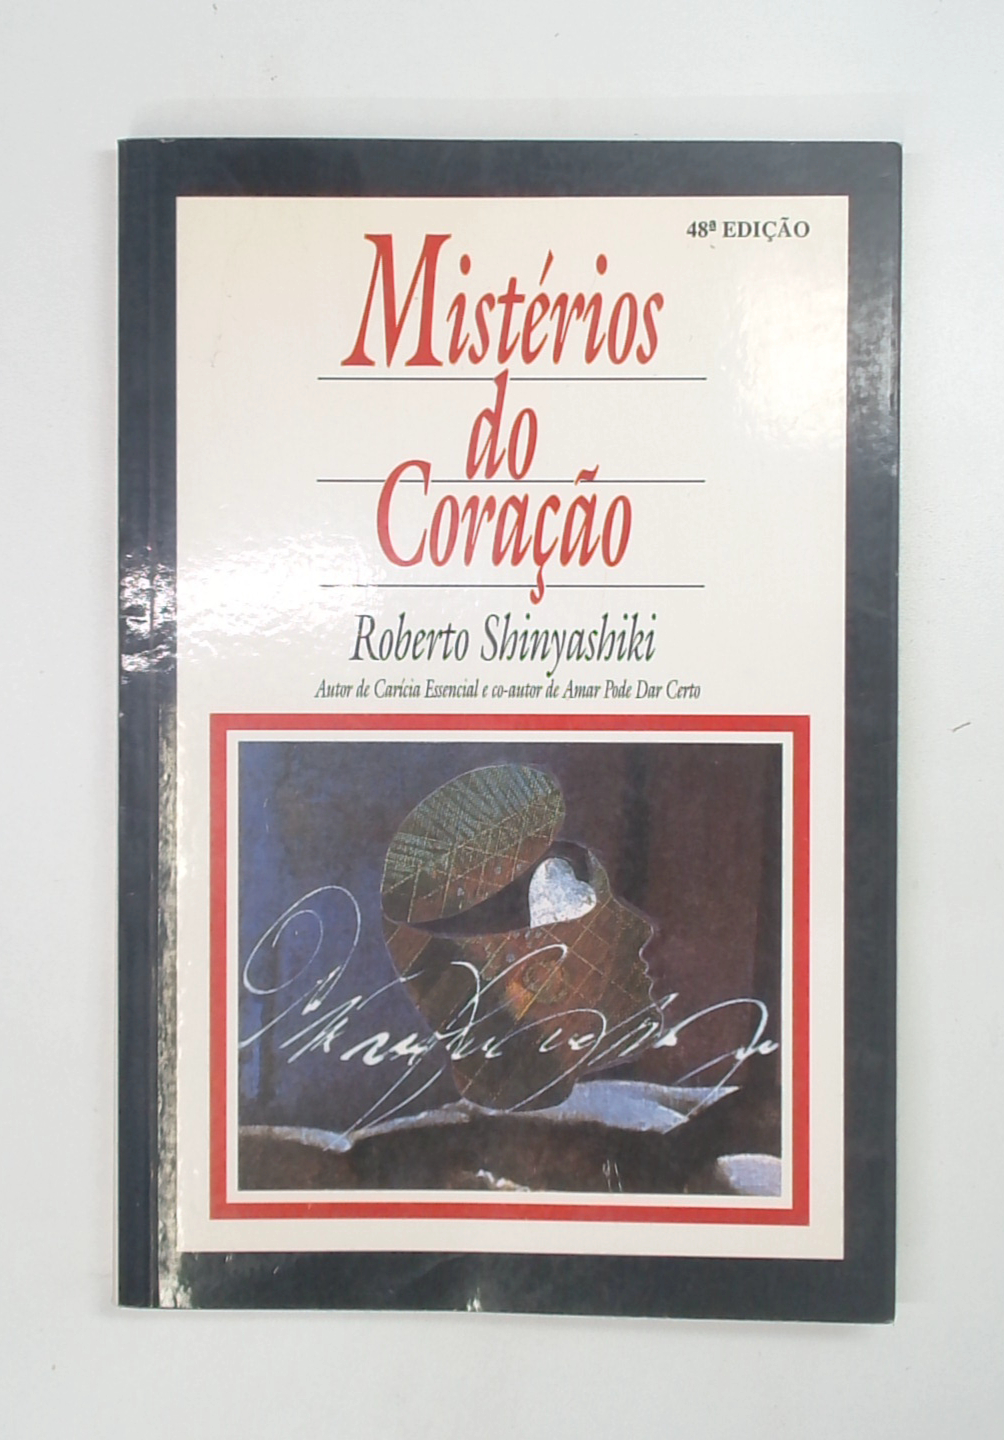 48ª EDIÇÃO
Mistérios
do
Coração
Roberto Shinyashiki
Autor de Carícia Essencial e co-autor de Amar Pode Dar Certo